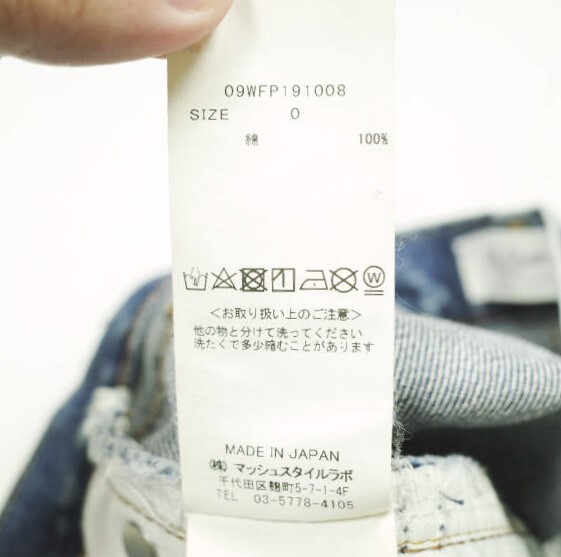 09WFP191008
SIZE 0
綿 100%
W
<お取り扱い上のご注意>
他の物と分けて洗ってください
洗たくで多少縮むことがあります
MADE IN JAPAN
㈱ マッシュスタイルラボ
千代田区麹町5-7-1-4F
TEL 03-5778-4105